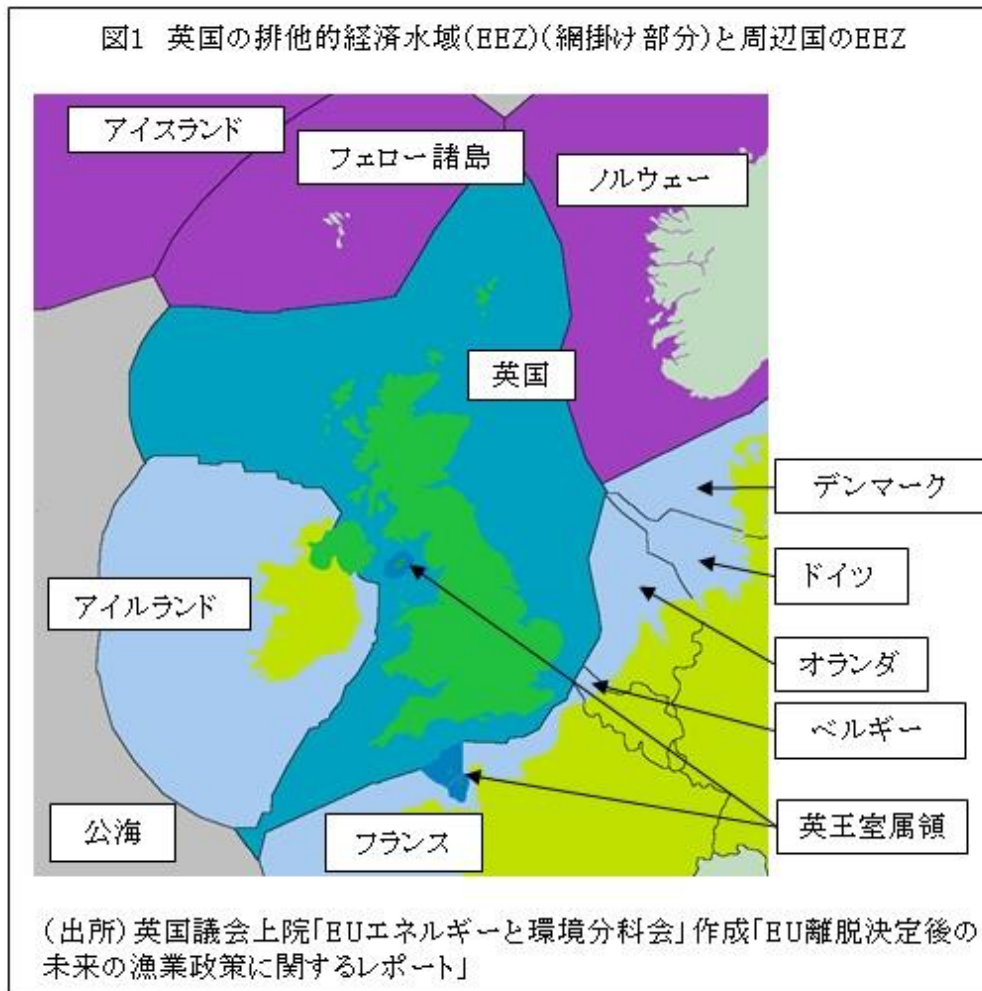 図1 英国の排他的経済水域(EEZ)(網掛け部分)と周辺国のEEZ
アイスランド
フェロー諸島
ノルウェー
英国
デンマーク
ドイツ
アイルランド
オランダ
ベルギー
公海
フランス
英王室属領
(出所)英国議会上院「EUエネルギーと環境分科会」作成「EU離脱決定後の
未来の漁業政策に関するレポート」